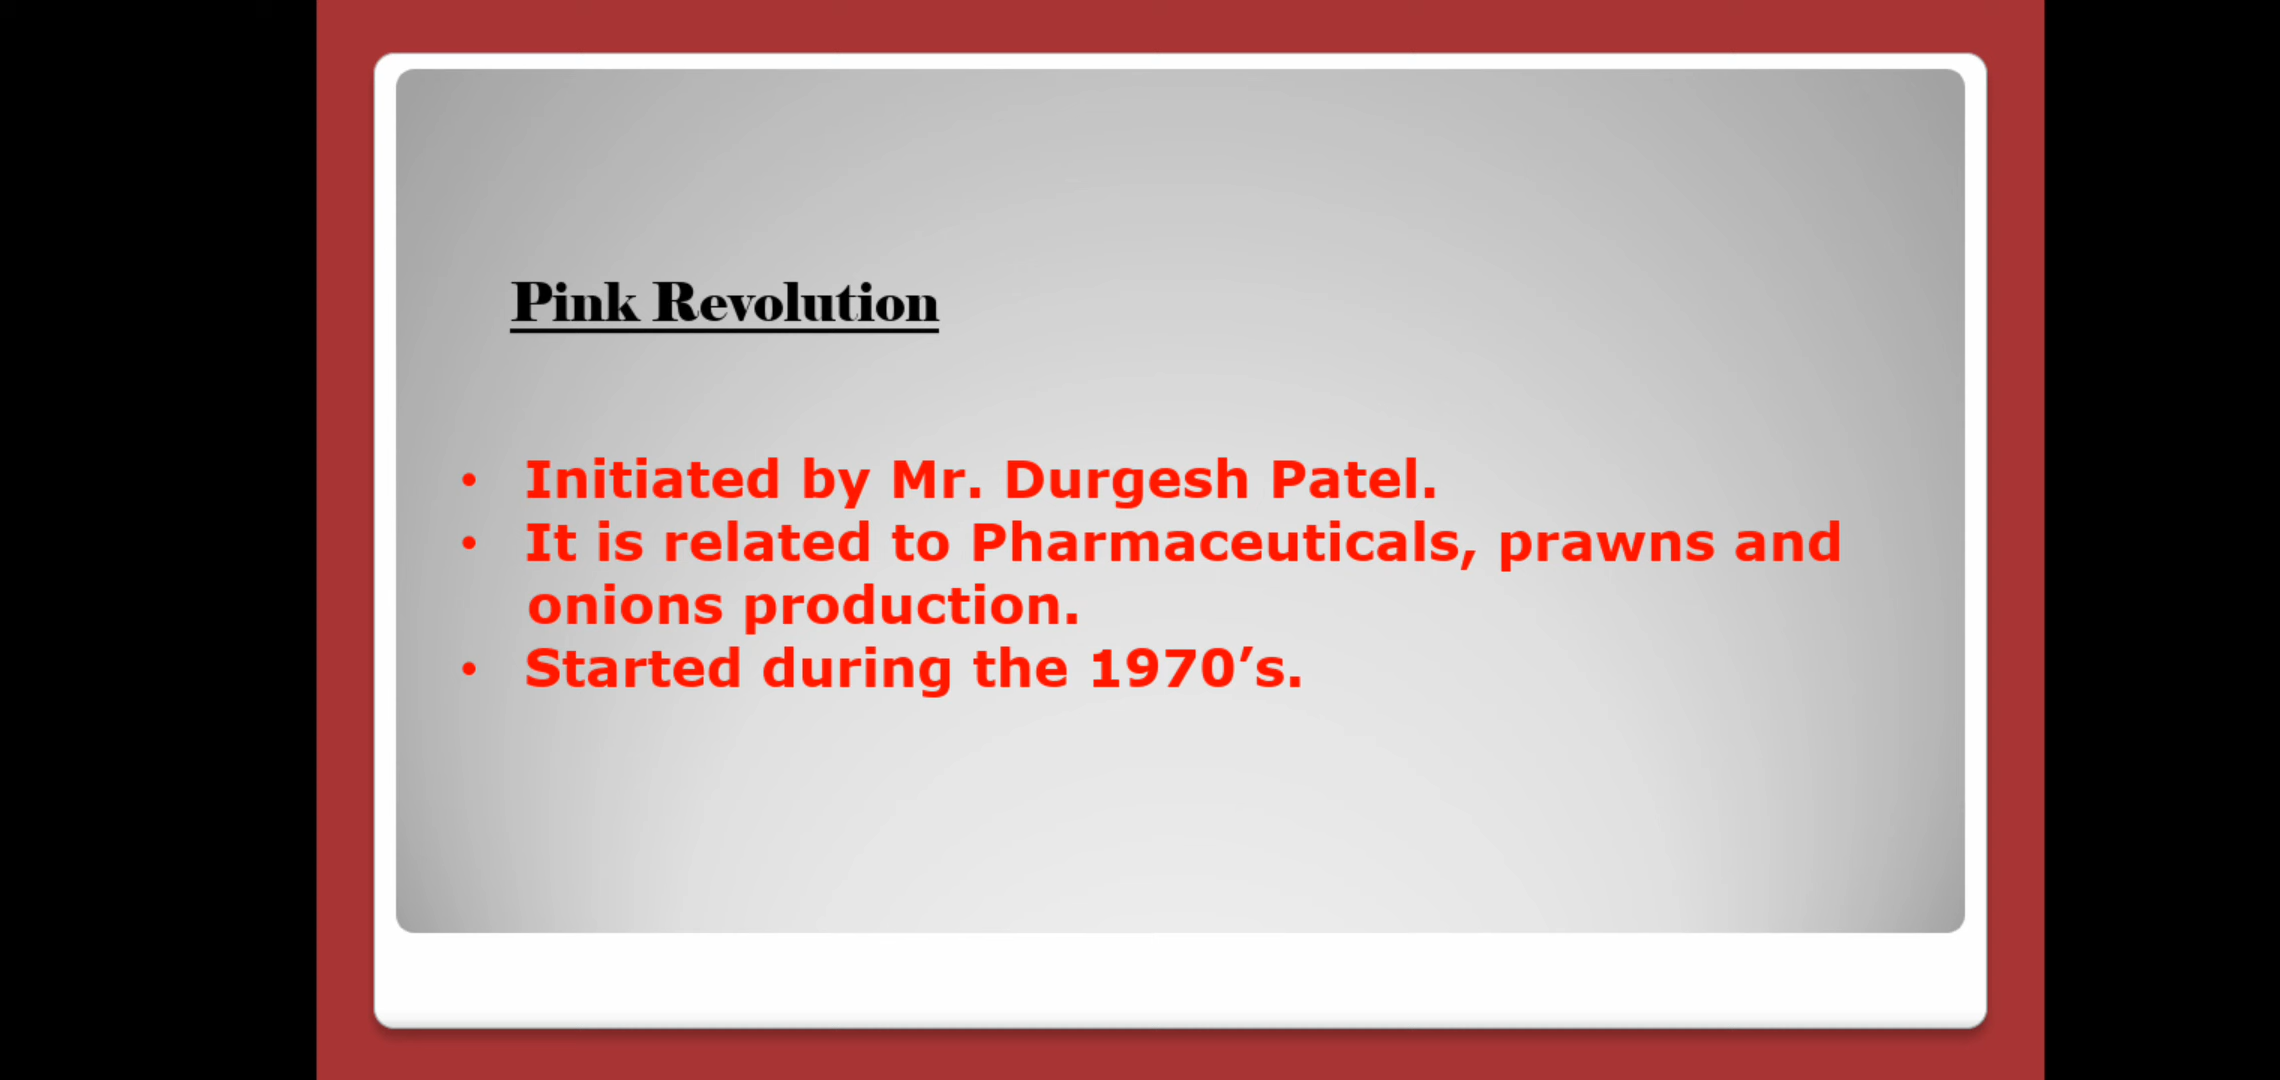 Pink Revolution
• Initiated by Mr. Durgesh Patel.
• It is related to Pharmaceuticals, prawns and
onions production.
• Started during the 1970’s.